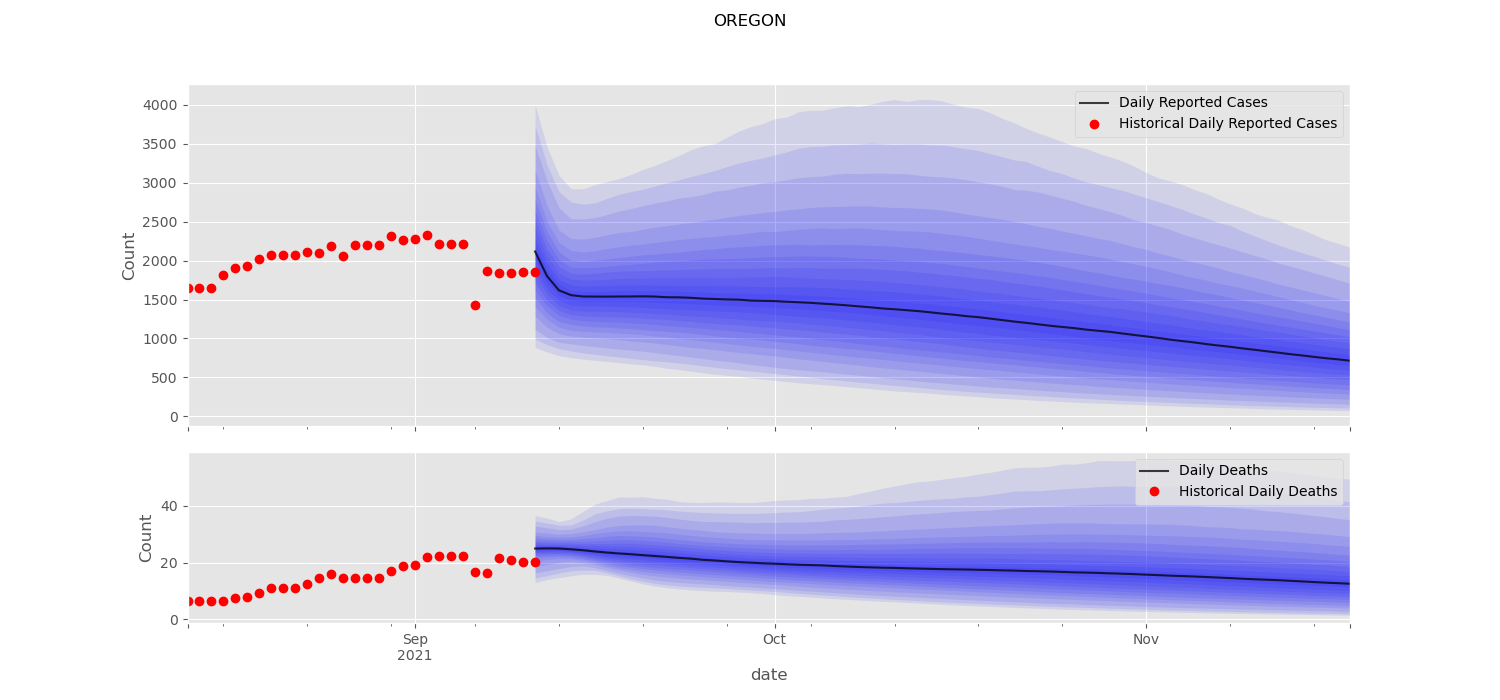 OREGON
4000
3500
3000
2500
2000
1500
1000
500
0
Count
Daily Reported Cases
Historical Daily Reported Cases
40
20
0
Count
Daily Deaths
Historical Daily Deaths
Sep
2021
Oct
Nov
date